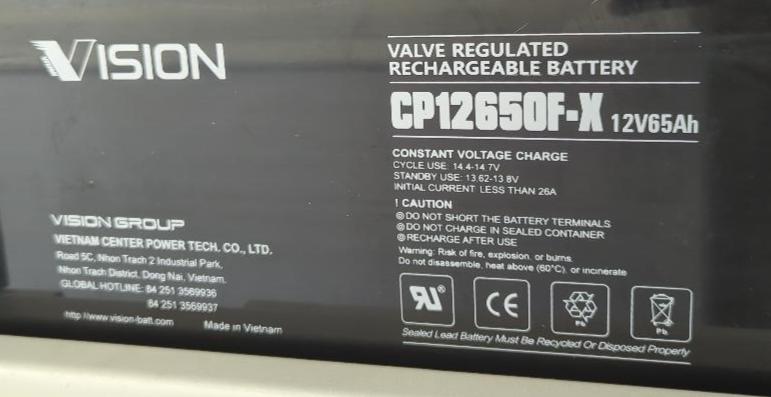 VISION
VALVE REGULATED
RECHARGEABLE BATTERY
CP12650F-X 12V65Ah
CONSTANT VOLTAGE CHARGE
CYCLE USE: 14.4-14.7V
STANDBY USE: 13.62-13.8V
INITIAL CURRENT LESS THAN 26A
! CAUTION
◎DO NOT SHORT THE BATTERY TERMINALS
◎DO NOT CHARGE IN SEALED CONTAINER
◎RECHARGE AFTER USE
Warning: Risk of fire, explosion, or burns.
Do not disassemble, heat above (60°C), or incinerate
VISION GROUP
VIETNAM CENTER POWER TECH. CO., LTD.
Road 5C, Nhon Trach 2 Industrial Park,
Nhon Trach District, Dong Nai, Vietnam.
GLOBAL HOTLINE: 84 251 3569936
84 251 3569937
http://www.vision-batt.com Made in Vietnam
RU® CE Pb Pb
Sealed Lead Battery Must Be Recycled Or Disposed Properly